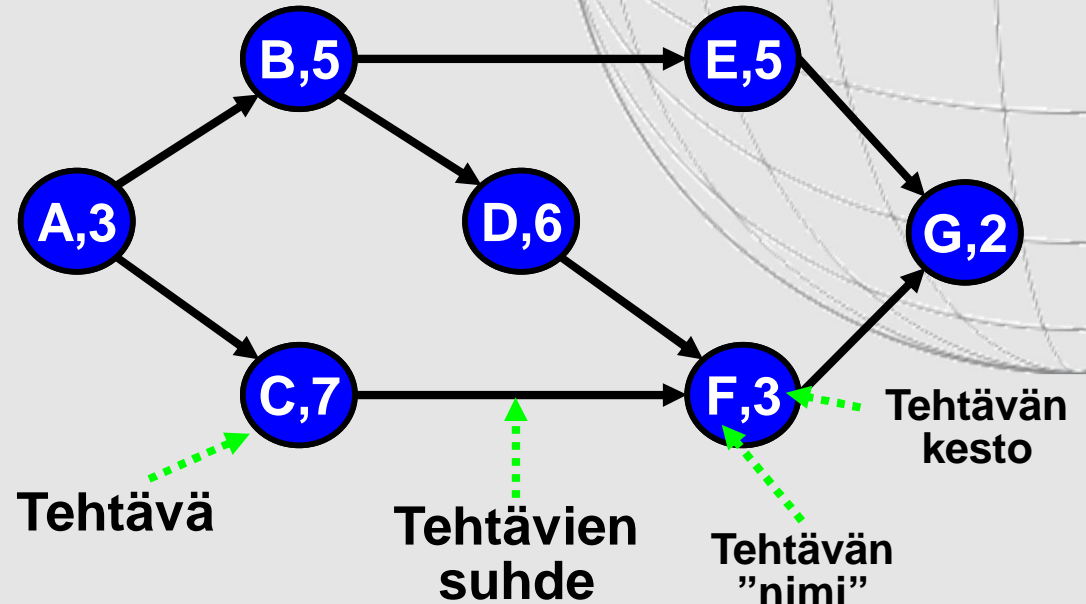 B,5
E,5
A,3
D,6
G,2
C,7
F,3
Tehtävän
kesto
Tehtävä
Tehtävien
suhde
Tehtävän
”nimi”